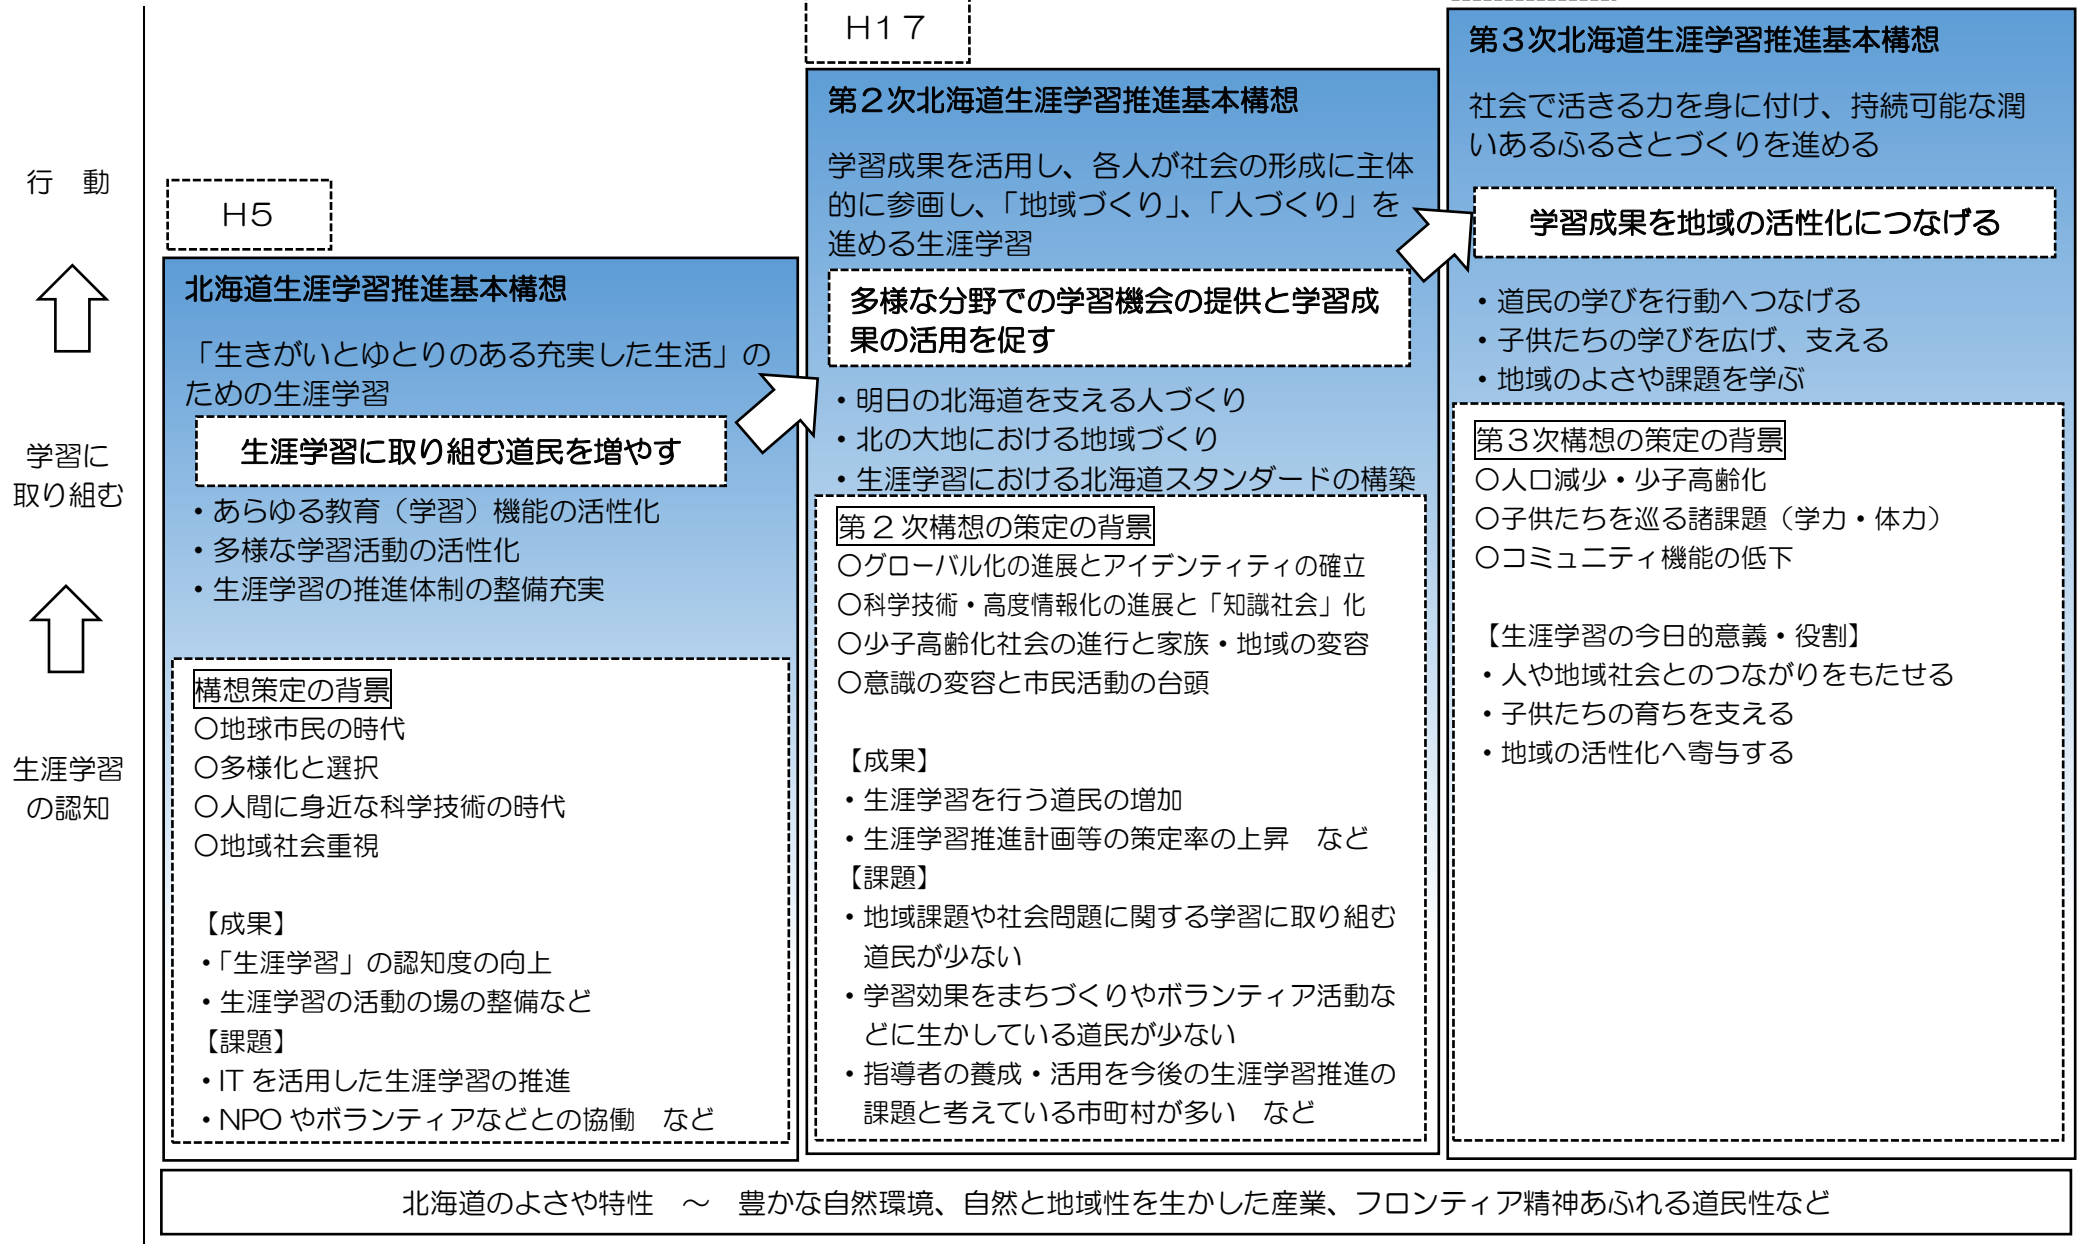 行　動
学習に
取り組む
生涯学習
の認知
H5
北海道生涯学習推進基本構想
「生きがいとゆとりのある充実した生活」の
ための生涯学習
生涯学習に取り組む道民を増やす
・あらゆる教育（学習）機能の活性化
・多様な学習活動の活性化
・生涯学習の推進体制の整備充実
構想策定の背景
○地球市民の時代
○多様化と選択
○人間に身近な科学技術の時代
○地域社会重視
【成果】
・「生涯学習」の認知度の向上
・生涯学習の活動の場の整備など
【課題】
・IT を活用した生涯学習の推進
・NPO やボランティアなどとの協働　など
H17
第２次北海道生涯学習推進基本構想
学習成果を活用し、各人が社会の形成に主体
的に参画し、「地域づくり」、「人づくり」を
進める生涯学習
多様な分野での学習機会の提供と学習成
果の活用を促す
・明日の北海道を支える人づくり
・北の大地における地域づくり
・生涯学習における北海道スタンダードの構築
第２次構想の策定の背景
○グローバル化の進展とアイデンティティの確立
○科学技術・高度情報化の進展と「知識社会」化
○少子高齢化社会の進行と家族・地域の変容
○意識の変容と市民活動の台頭
【成果】
・生涯学習を行う道民の増加
・生涯学習推進計画等の策定率の上昇　など
【課題】
・地域課題や社会問題に関する学習に取り組む
道民が少ない
・学習効果をまちづくりやボランティア活動な
どに生かしている道民が少ない
・指導者の養成・活用を今後の生涯学習推進の
課題と考えている市町村が多い　など
第３次北海道生涯学習推進基本構想
社会で活きる力を身に付け、持続可能な潤
いあるふるさとづくりを進める
学習成果を地域の活性化につなげる
・道民の学びを行動へつなげる
・子供たちの学びを広げ、支える
・地域のよさや課題を学ぶ
第３次構想の策定の背景
○人口減少・少子高齢化
○子供たちを巡る諸課題（学力・体力）
○コミュニティ機能の低下
【生涯学習の今日的意義・役割】
・人や地域社会とのつながりをもたせる
・子供たちの育ちを支える
・地域の活性化へ寄与する
北海道のよさや特性　～　豊かな自然環境、自然と地域性を生かした産業、フロンティア精神あふれる道民性など